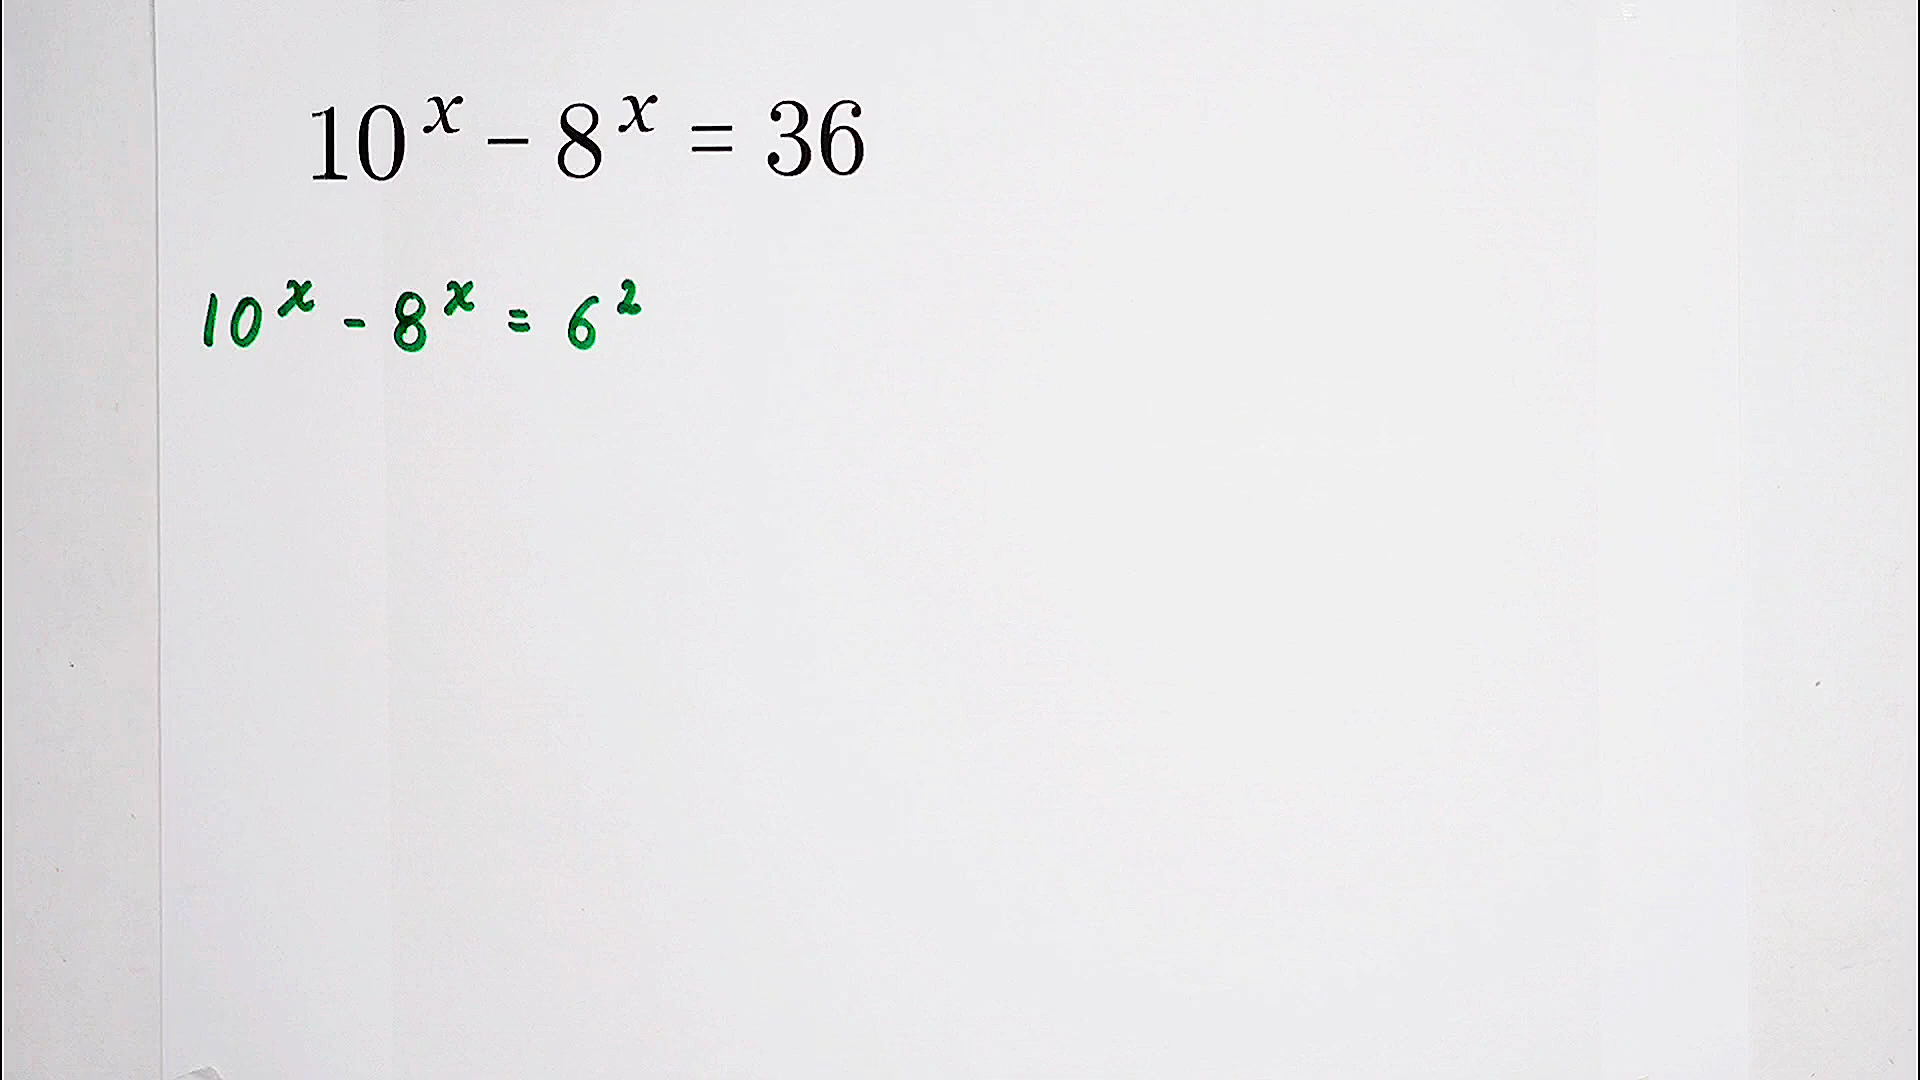 10^x – 8^x = 36
10^x - 8^x = 6^2